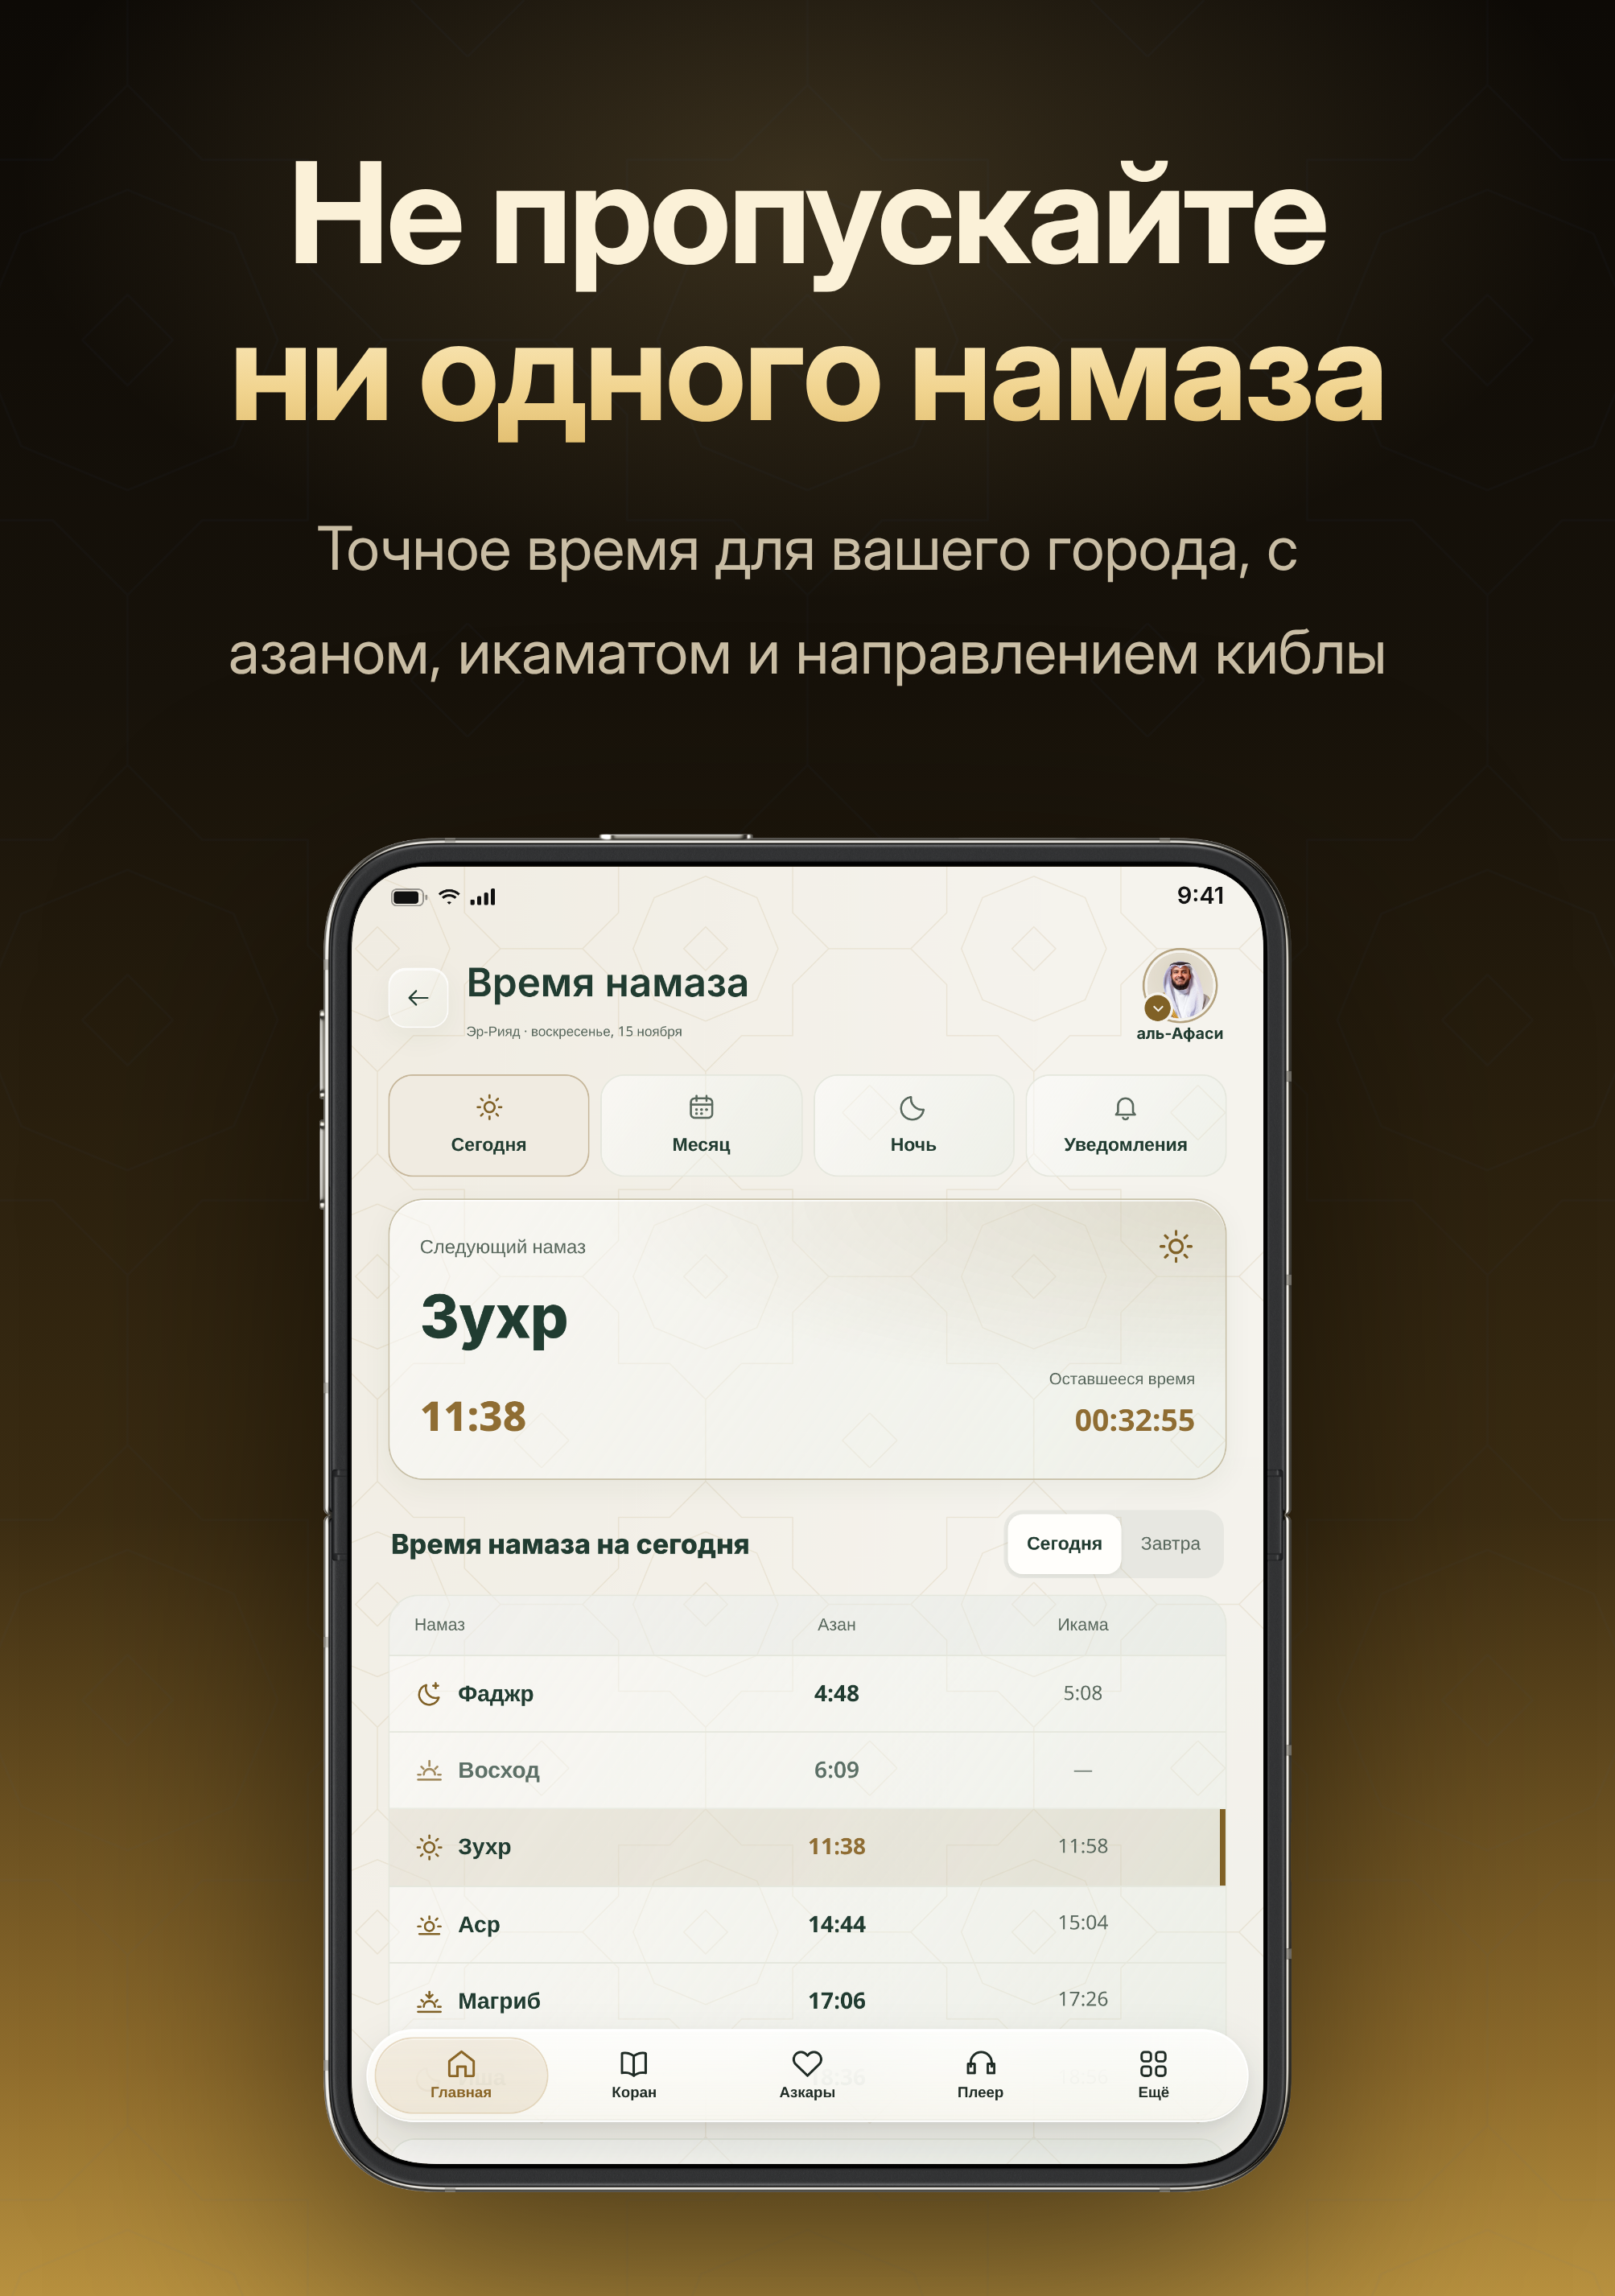 Не пропускайте
ни одного намаза
Точное время для вашего города, с
азаном, икаматом и направлением киблы
9:41
Время намаза
Эр-Рияд · воскресенье, 15 ноября
аль-Афаси
Сегодня
Месяц
Ночь
Уведомления
Следующий намаз
Зухр
11:38
Оставшееся время
00:32:55
Время намаза на сегодня
Сегодня
Завтра
Намаз Азан Икама
Фаджр 4:48 5:08
Восход 6:09 —
Зухр 11:38 11:58
Аср 14:44 15:04
Магриб 17:06 17:26
18:36
Главная
Коран
Азкары
Плеер
Ещё